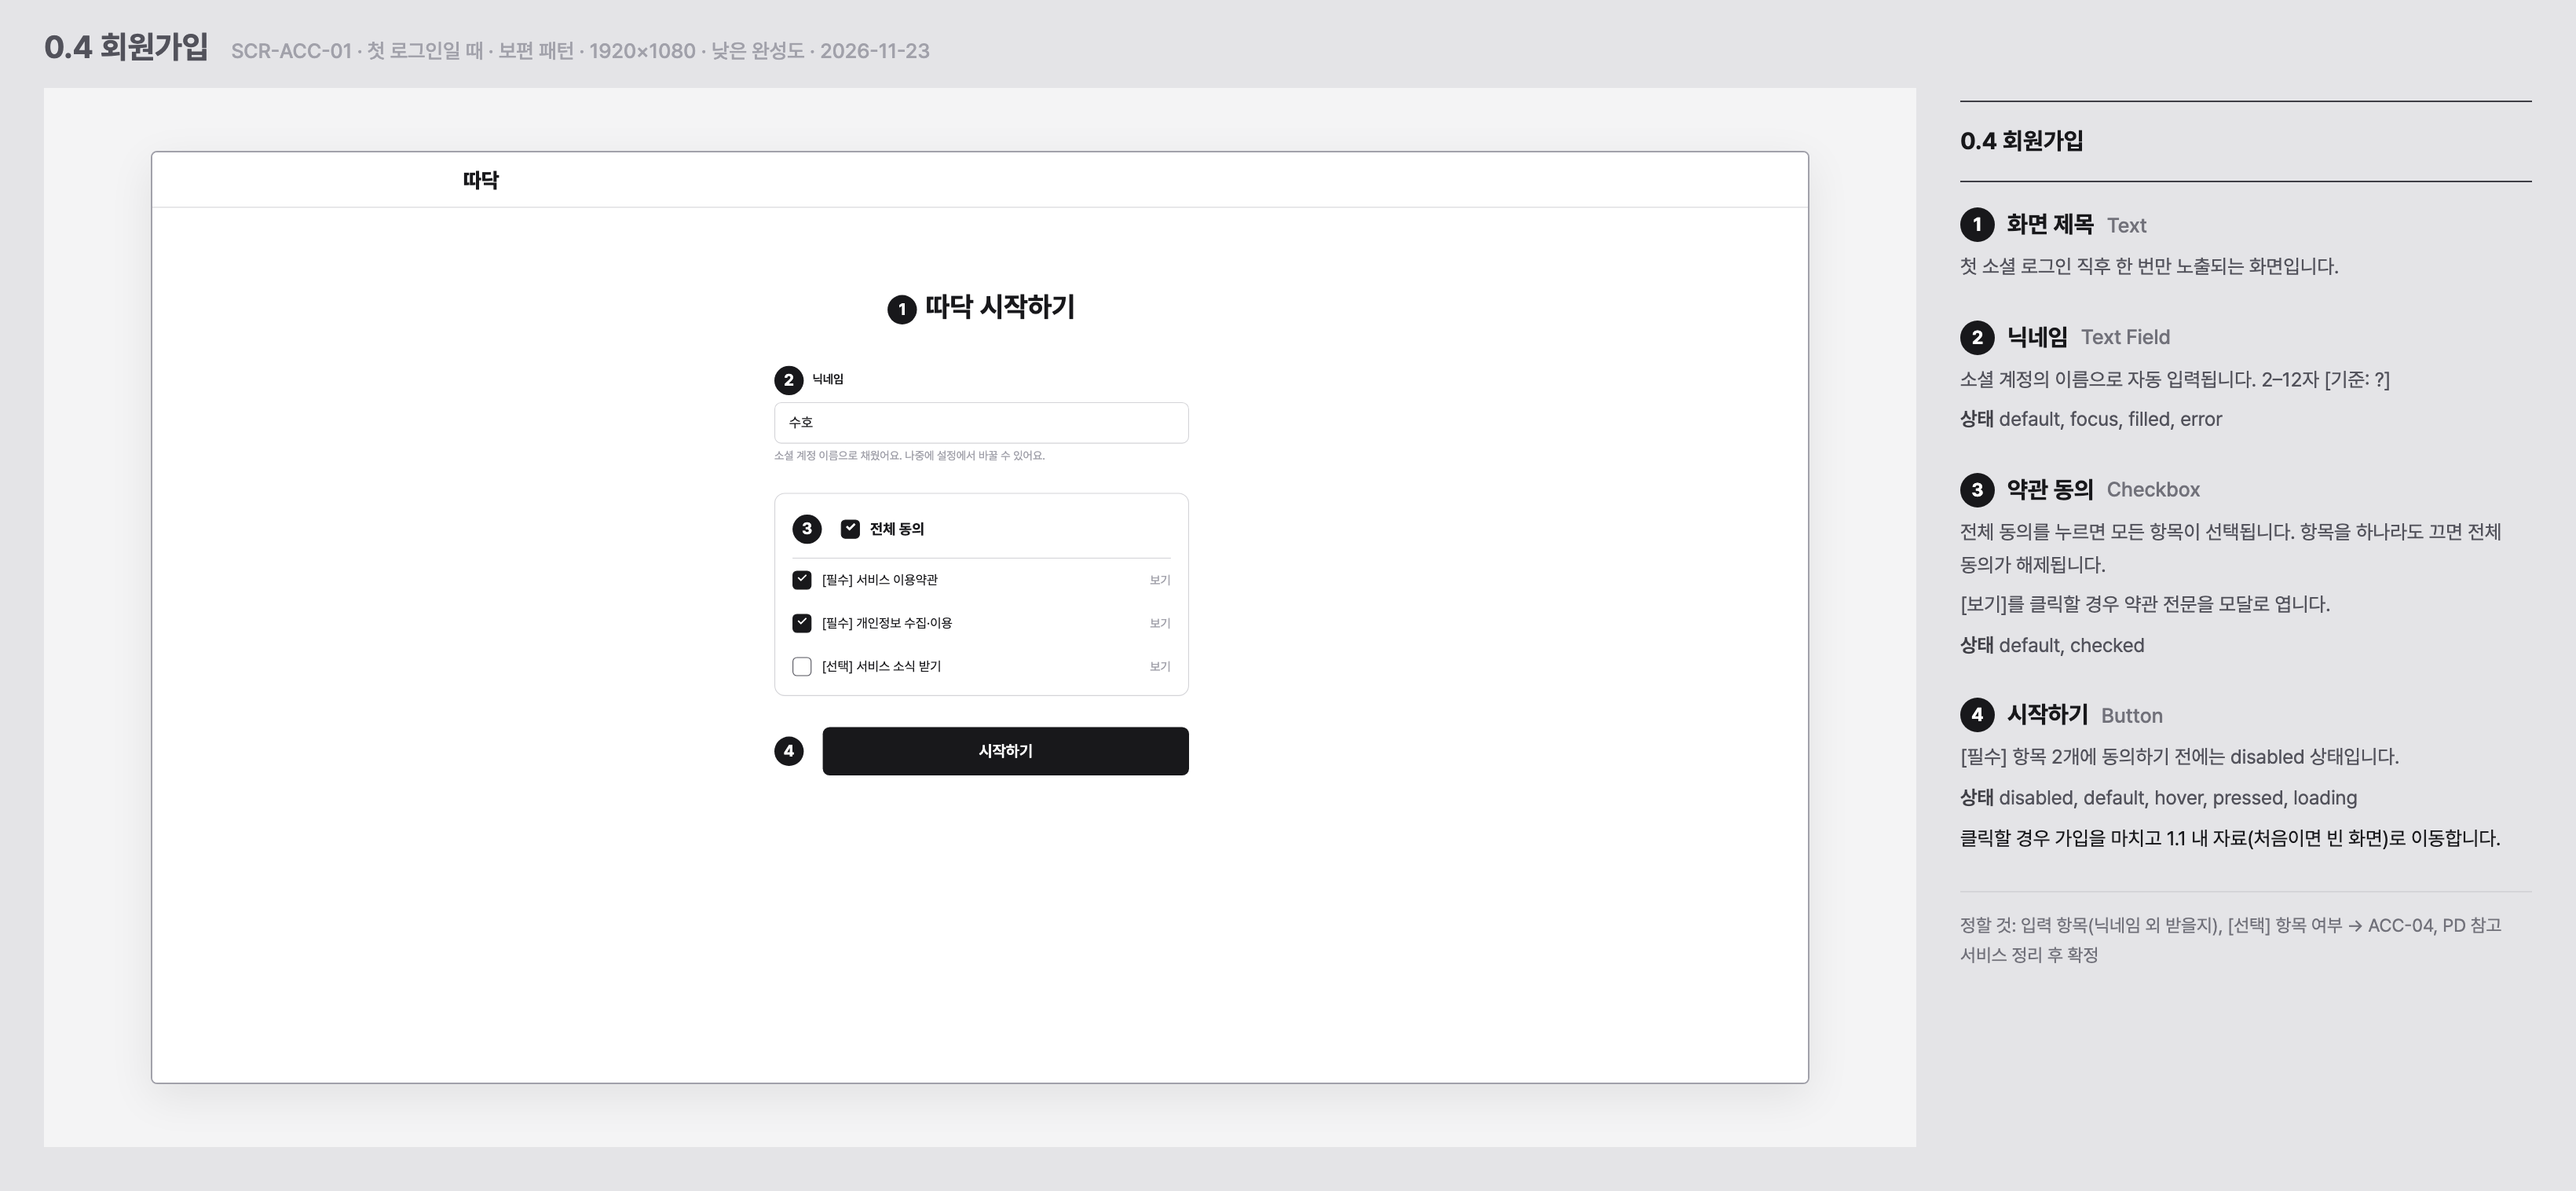 0.4 회원가입 SCR-ACC-01 · 첫 로그인일 때 · 보편 패턴 · 1920×1080 · 낮은 완성도 · 2026-11-23
따닥
1 따닥 시작하기
2 닉네임
수호
소셜 계정 이름으로 채웠어요. 나중에 설정에서 바꿀 수 있어요.
3 전체 동의
[필수] 서비스 이용약관 보기
[필수] 개인정보 수집·이용 보기
[선택] 서비스 소식 받기 보기
4 시작하기
0.4 회원가입
1 화면 제목 Text
첫 소셜 로그인 직후 한 번만 노출되는 화면입니다.
2 닉네임 Text Field
소셜 계정의 이름으로 자동 입력됩니다. 2–12자 [기준: ?]
상태 default, focus, filled, error
3 약관 동의 Checkbox
전체 동의를 누르면 모든 항목이 선택됩니다. 항목을 하나라도 끄면 전체
동의가 해제됩니다.
[보기]를 클릭할 경우 약관 전문을 모달로 엽니다.
상태 default, checked
4 시작하기 Button
[필수] 항목 2개에 동의하기 전에는 disabled 상태입니다.
상태 disabled, default, hover, pressed, loading
클릭할 경우 가입을 마치고 1.1 내 자료(처음이면 빈 화면)로 이동합니다.
정할 것: 입력 항목(닉네임 외 받을지), [선택] 항목 여부 → ACC-04, PD 참고
서비스 정리 후 확정